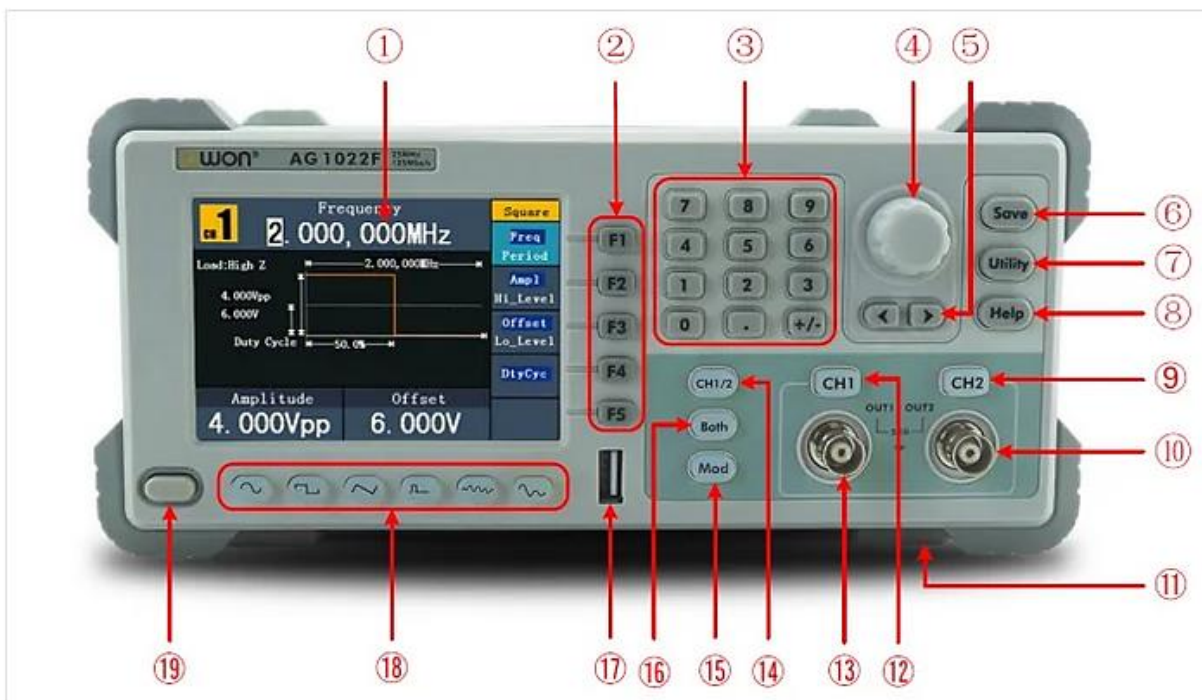 ① ② ③ ④ ⑤
OWON® AG1022F 25MHz 125MSa/s
CH 1 Frequency
2.000,000MHz
Load:High Z
2.000,000MHz
4.000Vpp
6.000V
Duty Cycle 50.0%
Amplitude Offset
4.000Vpp 6.000V
Square
Freq
Period
Ampl
Hi_Level
Offset
Lo_Level
DtyCyc
F1
F2
F3
F4
F5
7 8 9
4 5 6
1 2 3
0 . +/-
< >
Save ⑥
Utility ⑦
Help ⑧
CH1/2 CH1 CH2 ⑨
Both
Mod
OUT1 OUT2
⑩
⑪
⑲ ⑱ ⑰ ⑯ ⑮ ⑭ ⑬ ⑫